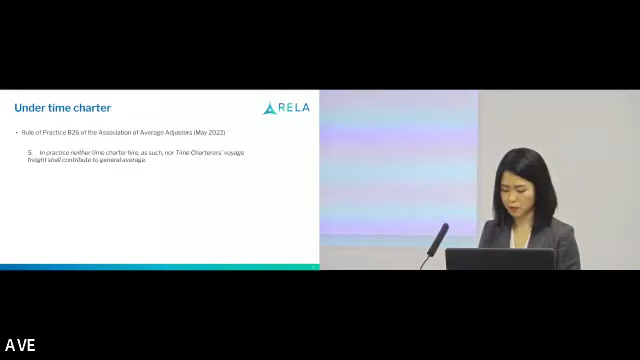 Under time charter
RELA
• Rule of Practice B26 of the Association of Average Adjusters (May 2022)
5. In practice neither time charter hire, as such, nor Time Charterers' voyage
freight shall contribute to general average.
AVE